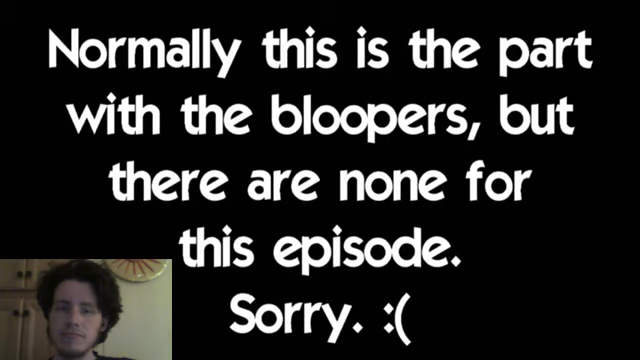 Normally this is the part
with the bloopers, but
there are none for
this episode.
Sorry. :(